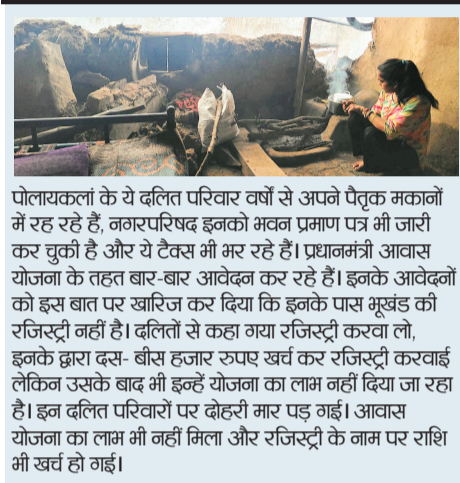 पोलायकलां के ये दलित परिवार वर्षों से अपने पैतृक मकानों
में रह रहे हैं, नगरपरिषद इनको भवन प्रमाण पत्र भी जारी
कर चुकी है और ये टैक्स भी भर रहे हैं। प्रधानमंत्री आवास
योजना के तहत बार-बार आवेदन कर रहे हैं। इनके आवेदनों
को इस बात पर खारिज कर दिया कि इनके पास भूखंड की
रजिस्ट्री नहीं है। दलितों से कहा गया रजिस्ट्री करवा लो,
इनके द्वारा दस- बीस हजार रुपए खर्च कर रजिस्ट्री करवाई
लेकिन उसके बाद भी इन्हें योजना का लाभ नहीं दिया जा रहा
है। इन दलित परिवारों पर दोहरी मार पड़ गई। आवास
योजना का लाभ भी नहीं मिला और रजिस्ट्री के नाम पर राशि
भी खर्च हो गई।